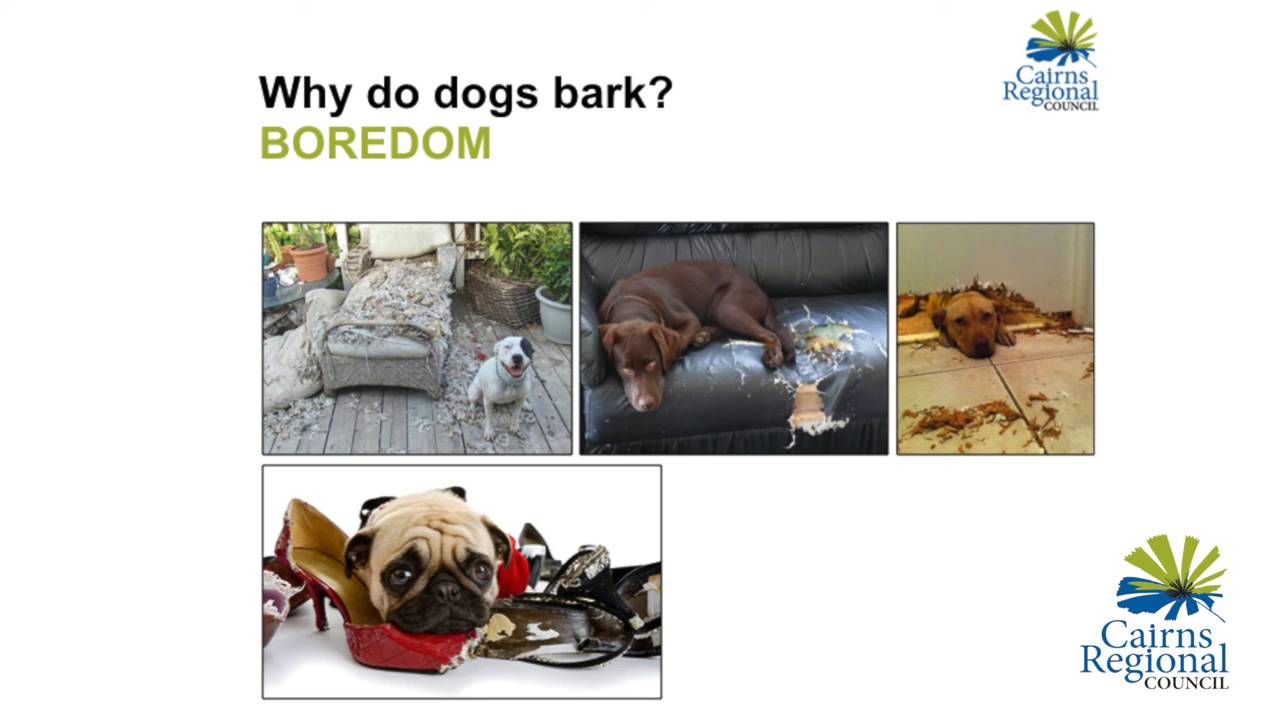 Why do dogs bark?
BOREDOM
Cairns
Regional
COUNCIL
Cairns
Regional
COUNCIL